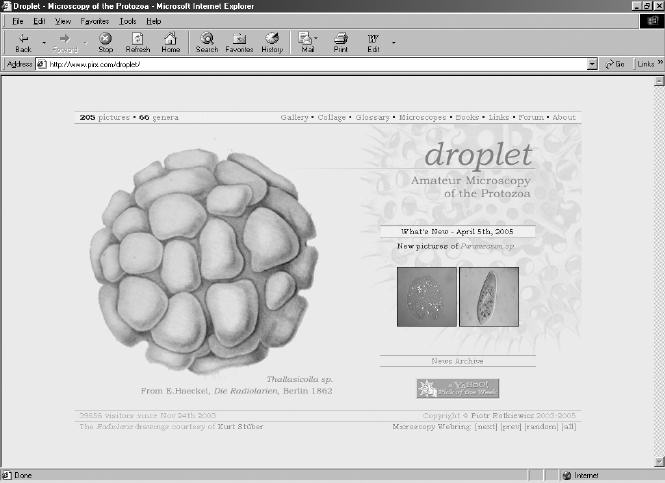 Droplet - Microscopy of the Protozoa - Microsoft Internet Explorer
File Edit View Favorites Tools Help
Back Forward Stop Refresh Home Search Favorites History Mail Print Edit
Address http://www.pirx.com/droplet/ Go Links »
205 pictures • 66 genera
Gallery • Collage • Glossary • Microscopes • Books • Links • Forum • About
droplet
Amateur Microscopy
of the Protozoa
What's New - April 5th, 2005
New pictures of Paramecium sp.
Thallasicolla sp.
From E.Haeckel, Die Radiolarien, Berlin 1862
News Archive
a Yahoo!
Pick of the Week
visitors since Nov 24th 2003
Copyright © Piotr Rotkiewicz 2003-2005
The Radiolaria drawings courtesy of Kurt Stüber
Microscopy Webring: [next] [prev] [random] [all]
Done Internet